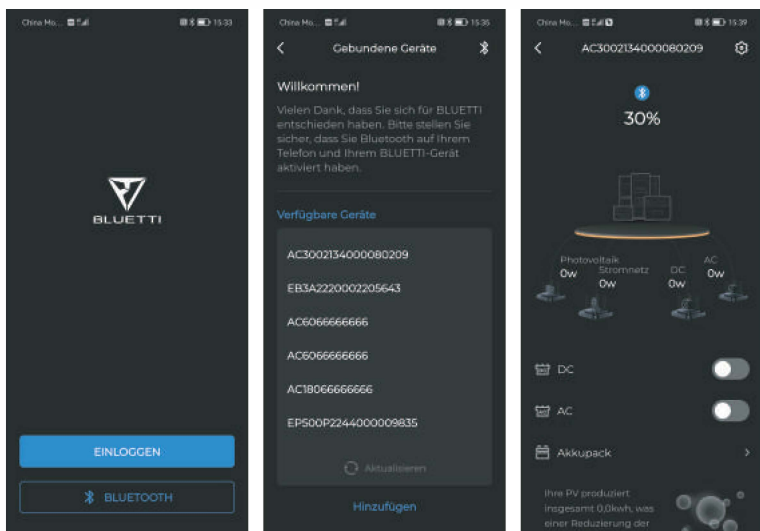 China Mo...
15:33
BLUETTI
EINLOGGEN
BLUETOOTH
China Mo...
15:35
Gebundene Geräte
Willkommen!
Vielen Dank, dass Sie sich für BLUETTI
entschieden haben. Bitte stellen Sie
sicher, dass Sie Bluetooth auf Ihrem
Telefon und Ihrem BLUETTI-Gerät
aktiviert haben.
Verfügbare Geräte
AC3002134000080209
EB3A2220002205643
AC6066666666
AC6066666666
AC18066666666
EP500P2244000009835
Aktualisieren
Hinzufügen
China Mo...
15:39
AC3002134000080209
30%
Photovoltaik
0w
Stromnetz
0w
DC
0w
AC
0w
DC
AC
Akkupack
Ihre PV produziert
insgesamt 0,0kwh, was
einer Reduzierung der